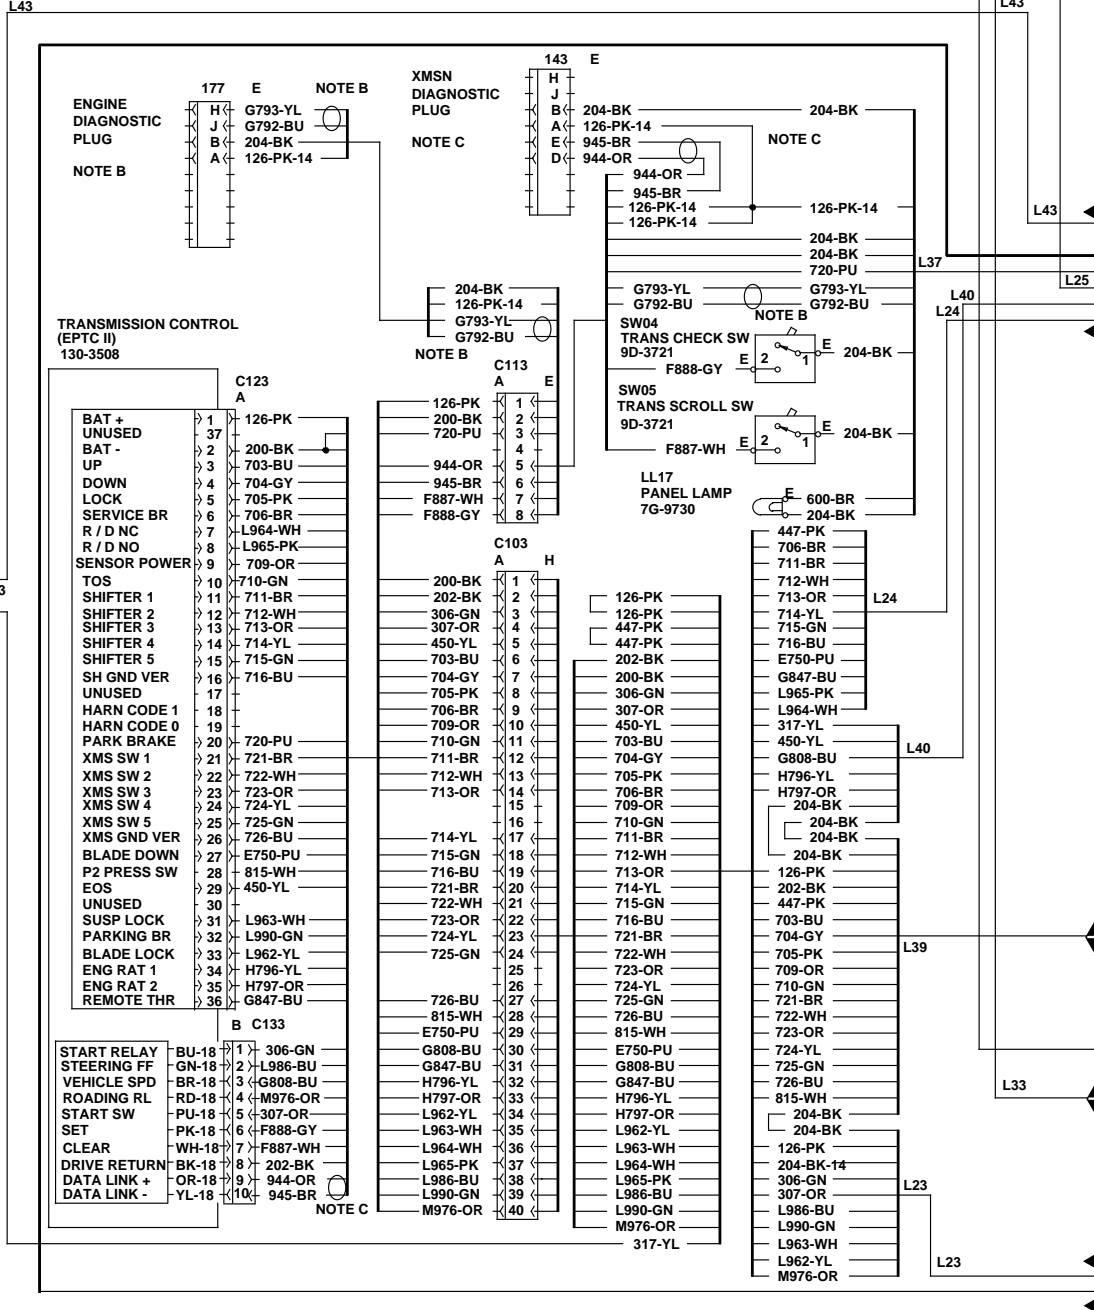 L43
L43
143 E
XMSN
DIAGNOSTIC
PLUG
NOTE C
H
J
B 204-BK 204-BK
A 126-PK-14
E 945-BR
D 944-OR
NOTE C
944-OR
945-BR
126-PK-14 126-PK-14
126-PK-14
204-BK
204-BK
720-PU
L43
L37
L25
177 E NOTE B
ENGINE
DIAGNOSTIC
PLUG
NOTE B
H G793-YL
J G792-BU
B 204-BK
A 126-PK-14
G793-YL G793-YL
G792-BU G792-BU
NOTE B
L40
L24
204-BK
126-PK-14
G793-YL
G792-BU
NOTE B
SW04
TRANS CHECK SW
9D-3721
F888-GY E 2 1 E 204-BK
SW05
TRANS SCROLL SW
9D-3721
F887-WH E 2 1 E 204-BK
LL17
PANEL LAMP
7G-9730
E 600-BR
204-BK
TRANSMISSION CONTROL
(EPTC II)
130-3508
C123
A
BAT + 1 126-PK
UNUSED 37
BAT - 2 200-BK
UP 3 703-BU
DOWN 4 704-GY
LOCK 5 705-PK
SERVICE BR 6 706-BR
R / D NC 7 L964-WH
R / D NO 8 L965-PK
SENSOR POWER 9 709-OR
TOS 10 710-GN
SHIFTER 1 11 711-BR
SHIFTER 2 12 712-WH
SHIFTER 3 13 713-OR
SHIFTER 4 14 714-YL
SHIFTER 5 15 715-GN
SH GND VER 16 716-BU
UNUSED 17
HARN CODE 1 18
HARN CODE 0 19
PARK BRAKE 20 720-PU
XMS SW 1 21 721-BR
XMS SW 2 22 722-WH
XMS SW 3 23 723-OR
XMS SW 4 24 724-YL
XMS SW 5 25 725-GN
XMS GND VER 26 726-BU
BLADE DOWN 27 E750-PU
P2 PRESS SW 28 815-WH
EOS 29 450-YL
UNUSED 30
SUSP LOCK 31 L963-WH
PARKING BR 32 L990-GN
BLADE LOCK 33 L962-YL
ENG RAT 1 34 H796-YL
ENG RAT 2 35 H797-OR
REMOTE THR 36 G847-BU
B C133
START RELAY BU-18 1 306-GN
STEERING FF GN-18 2 L986-BU
VEHICLE SPD BR-18 3 G808-BU
ROADING RL RD-18 4 M976-OR
START SW PU-18 5 307-OR
SET PK-18 6 F888-GY
CLEAR WH-18 7 F887-WH
DRIVE RETURN BK-18 8 202-BK
DATA LINK + OR-18 9 944-OR
DATA LINK - YL-18 10 945-BR
NOTE C
C113
A E
126-PK 1
200-BK 2
720-PU 3
4
944-OR 5
945-BR 6
F887-WH 7
F888-GY 8
C103
A H
200-BK 1
202-BK 2
306-GN 3
307-OR 4
450-YL 5
703-BU 6
704-GY 7
705-PK 8
706-BR 9
709-OR 10
710-GN 11
711-BR 12
712-WH 13
713-OR 14
15
16
714-YL 17
715-GN 18
716-BU 19
721-BR 20
722-WH 21
723-OR 22
724-YL 23
725-GN 24
25
26
726-BU 27
815-WH 28
E750-PU 29
G808-BU 30
G847-BU 31
H796-YL 32
H797-OR 33
L962-YL 34
L963-WH 35
L964-WH 36
L965-PK 37
L986-BU 38
L990-GN 39
M976-OR 40
126-PK
126-PK
447-PK
447-PK
202-BK
200-BK
306-GN
307-OR
450-YL
703-BU
704-GY
705-PK
706-BR
709-OR
710-GN
711-BR
712-WH
713-OR
714-YL
715-GN
716-BU
721-BR
722-WH
723-OR
724-YL
725-GN
726-BU
815-WH
E750-PU
G808-BU
G847-BU
H796-YL
H797-OR
L962-YL
L963-WH
L964-WH
L965-PK
L986-BU
L990-GN
M976-OR
317-YL
447-PK
706-BR
711-BR
712-WH
713-OR
714-YL
715-GN
716-BU
E750-PU
G847-BU
L965-PK
L964-WH
317-YL
450-YL
G808-BU
H796-YL
H797-OR
204-BK
204-BK
204-BK
204-BK
126-PK
202-BK
447-PK
703-BU
704-GY
705-PK
709-OR
710-GN
721-BR
722-WH
723-OR
724-YL
725-GN
726-BU
815-WH
204-BK
204-BK
126-PK
204-BK-14
306-GN
307-OR
L986-BU
L990-GN
L963-WH
L962-YL
M976-OR
L24
L40
L39
L33
L23
L23